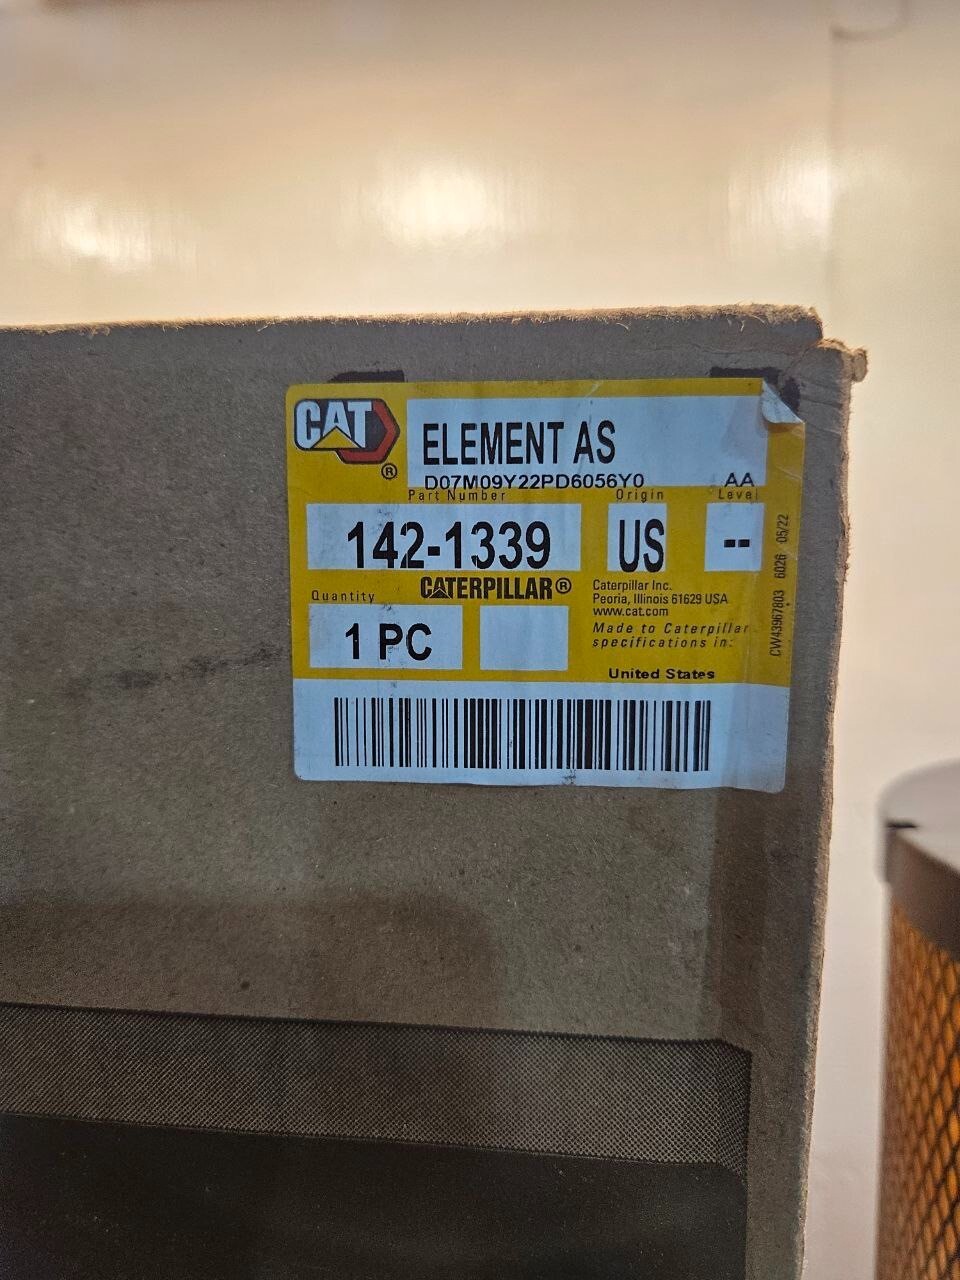 CAT
®
ELEMENT AS
D07M09Y22PD6056Y0 AA
Part Number Origin Level
142-1339 US --
CATERPILLAR®
Quantity
1 PC
Caterpillar Inc.
Peoria, Illinois 61629 USA
www.cat.com
Made to Caterpillar
specifications in:
United States
CW43967803 6026 05/22